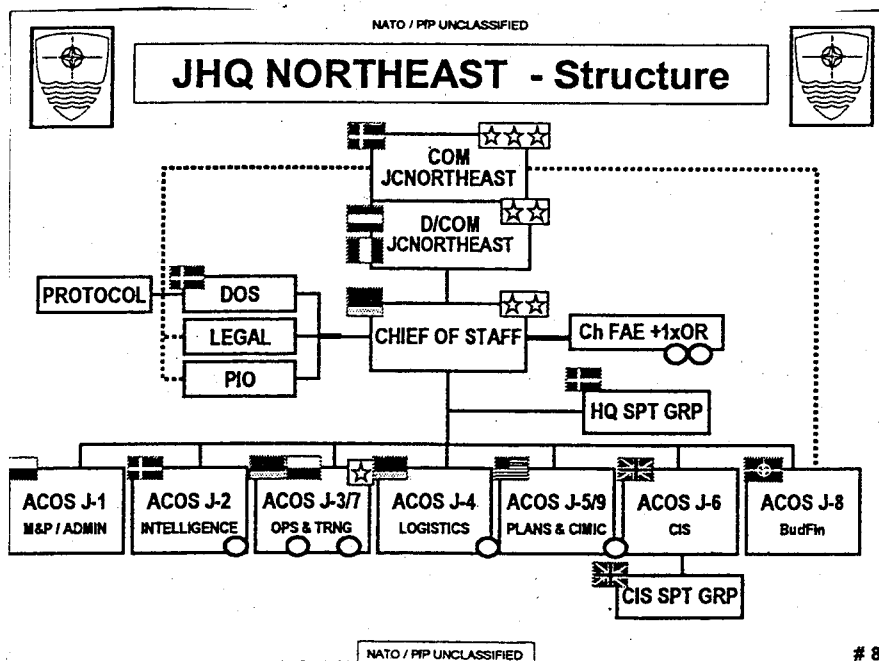 NATO / PfP UNCLASSIFIED
JHQ NORTHEAST - Structure
COM
JCNORTHEAST
D/COM
JCNORTHEAST
PROTOCOL
DOS
LEGAL
PIO
CHIEF OF STAFF
Ch FAE +1xOR
HQ SPT GRP
ACOS J-1
M&P / ADMIN
ACOS J-2
INTELLIGENCE
ACOS J-3/7
OPS & TRNG
ACOS J-4
LOGISTICS
ACOS J-5/9
PLANS & CIMIC
ACOS J-6
CIS
ACOS J-8
BudFin
CIS SPT GRP
NATO / PfP UNCLASSIFIED
# 8